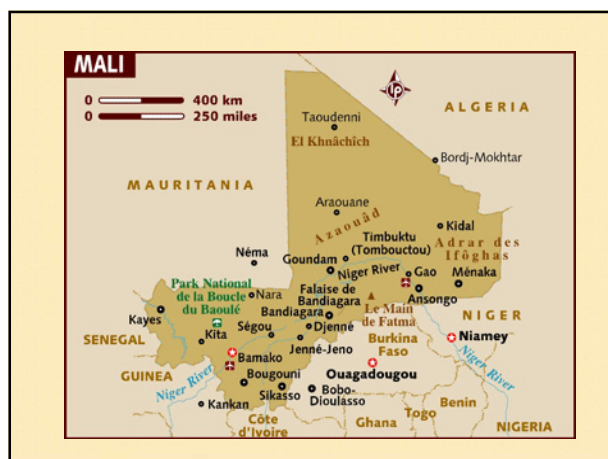 MALI
0 400 km
0 250 miles
lp
ALGERIA
Taoudenni
El Khnâchîch
Bordj-Mokhtar
MAURITANIA
Araouane
Azaouâd
Kidal
Timbuktu
(Tombouctou)
Adrar des
Ifôghas
Néma
Goundam
Niger River
Gao
Mènaka
Park National
de la Boucle
du Baoulé
Nara
Falaise de
Bandiagara
Ansongo
Kayes
Bandiagara
Le Main
de Fatma
NIGER
SENEGAL
Kita
Ségou
Djenné
Burkina
Faso
Niamey
Jenné-Jeno
Bamako
GUINEA
Niger River
Bougouni
Ouagadougou
Niger River
Sikasso
Bobo-
Dioulasso
Kankan
Benin
Togo
Ghana
Côte
d'Ivoire
NIGERIA